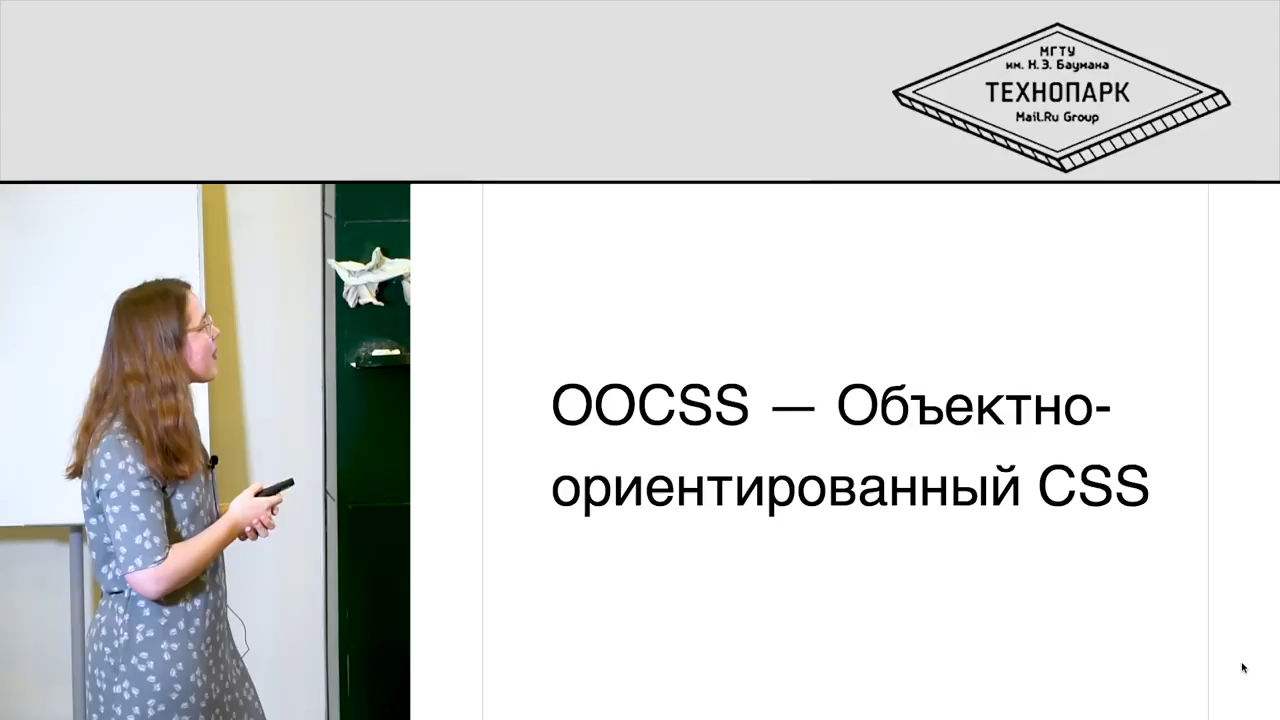 МГТУ
им. Н.Э. Баумана
ТЕХНОПАРК
Mail.Ru Group
OOCSS — Объектно-
ориентированный CSS